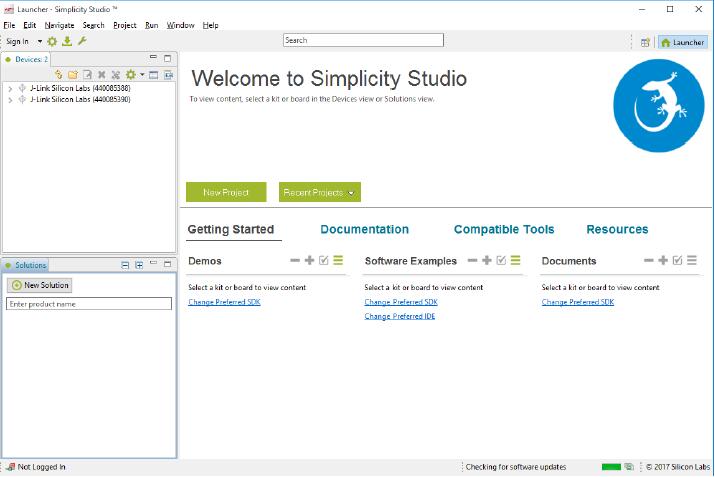 Launcher - Simplicity Studio ™
File Edit Navigate Search Project Run Window Help
Sign In
Search
Launcher
Devices: 2
J-Link Silicon Labs (440085388)
J-Link Silicon Labs (440085390)
Welcome to Simplicity Studio
To view content, select a kit or board in the Devices view or Solutions view.
New Project
Recent Projects
Getting Started
Documentation
Compatible Tools
Resources
Solutions
New Solution
Enter product name
Demos
Select a kit or board to view content
Change Preferred SDK
Software Examples
Select a kit or board to view content
Change Preferred SDK
Change Preferred IDE
Documents
Select a kit or board to view content
Change Preferred SDK
Not Logged In
Checking for software updates
© 2017 Silicon Labs